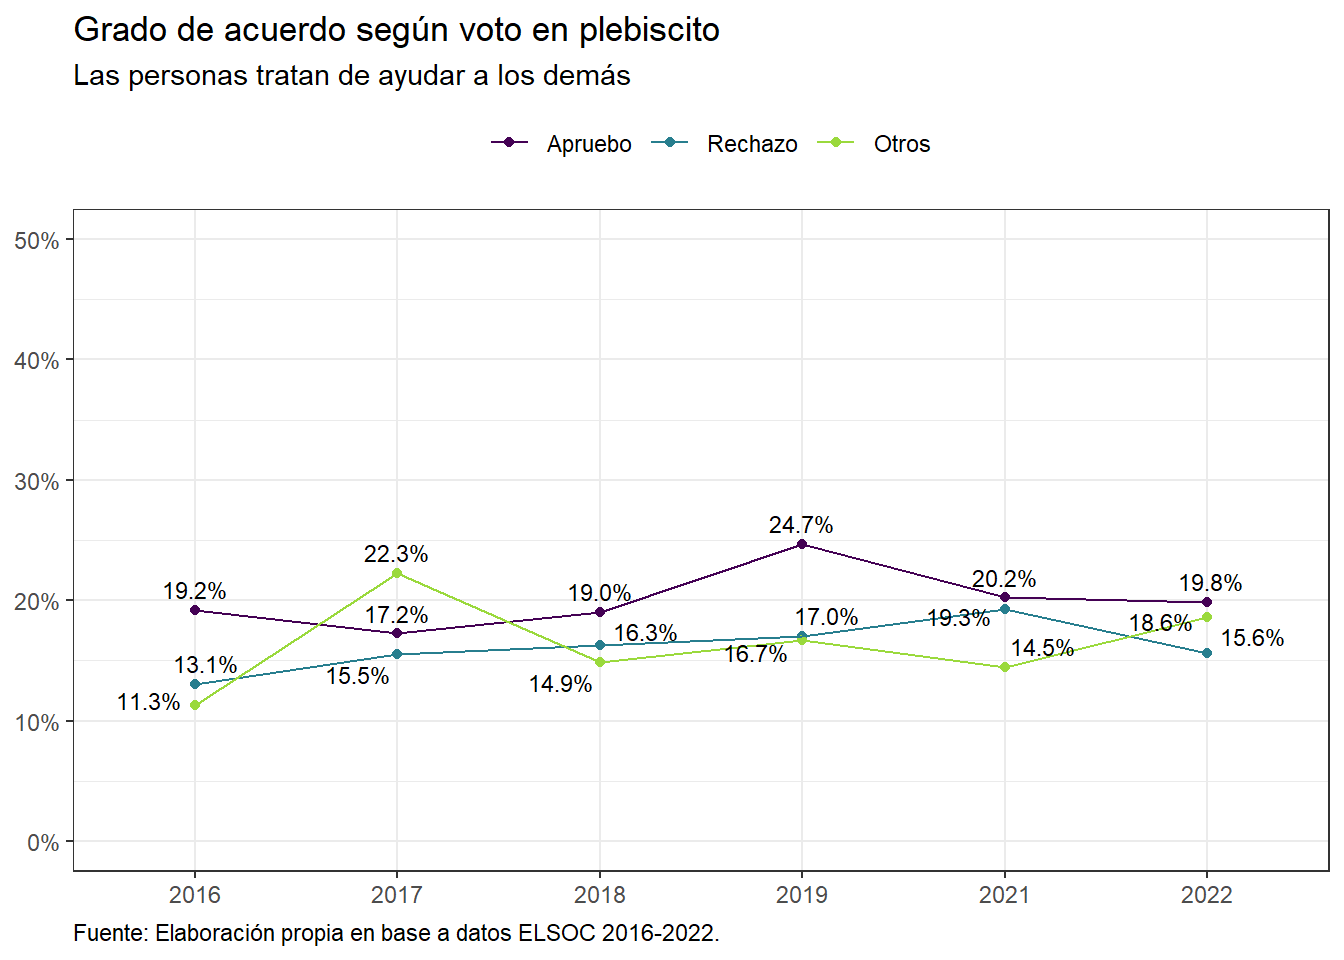 Grado de acuerdo según voto en plebiscito
Las personas tratan de ayudar a los demás
Apruebo Rechazo Otros
50%
40%
30%
20%
10%
0%
24.7%
22.3%
19.2% 17.2% 19.0% 20.2% 19.8%
13.1% 15.5% 16.3% 17.0% 19.3% 15.6%
11.3% 14.9% 16.7% 14.5% 18.6%
2016 2017 2018 2019 2021 2022
Fuente: Elaboración propia en base a datos ELSOC 2016-2022.